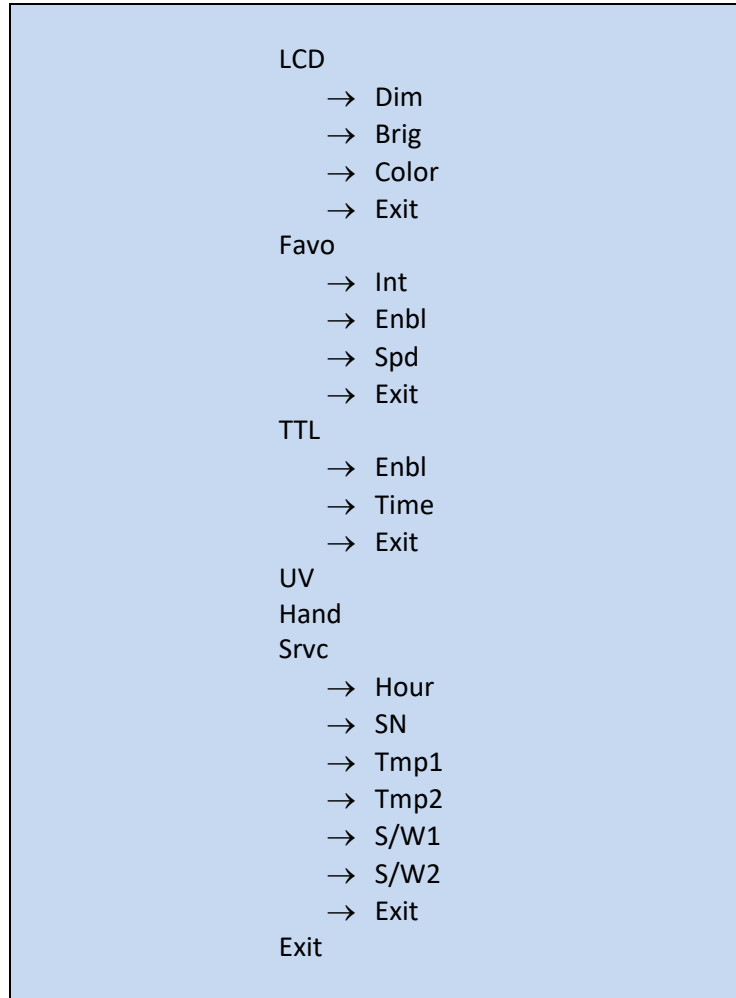 LCD
→ Dim
→ Brig
→ Color
→ Exit
Favo
→ Int
→ Enbl
→ Spd
→ Exit
TTL
→ Enbl
→ Time
→ Exit
UV
Hand
Srvc
→ Hour
→ SN
→ Tmp1
→ Tmp2
→ S/W1
→ S/W2
→ Exit
Exit